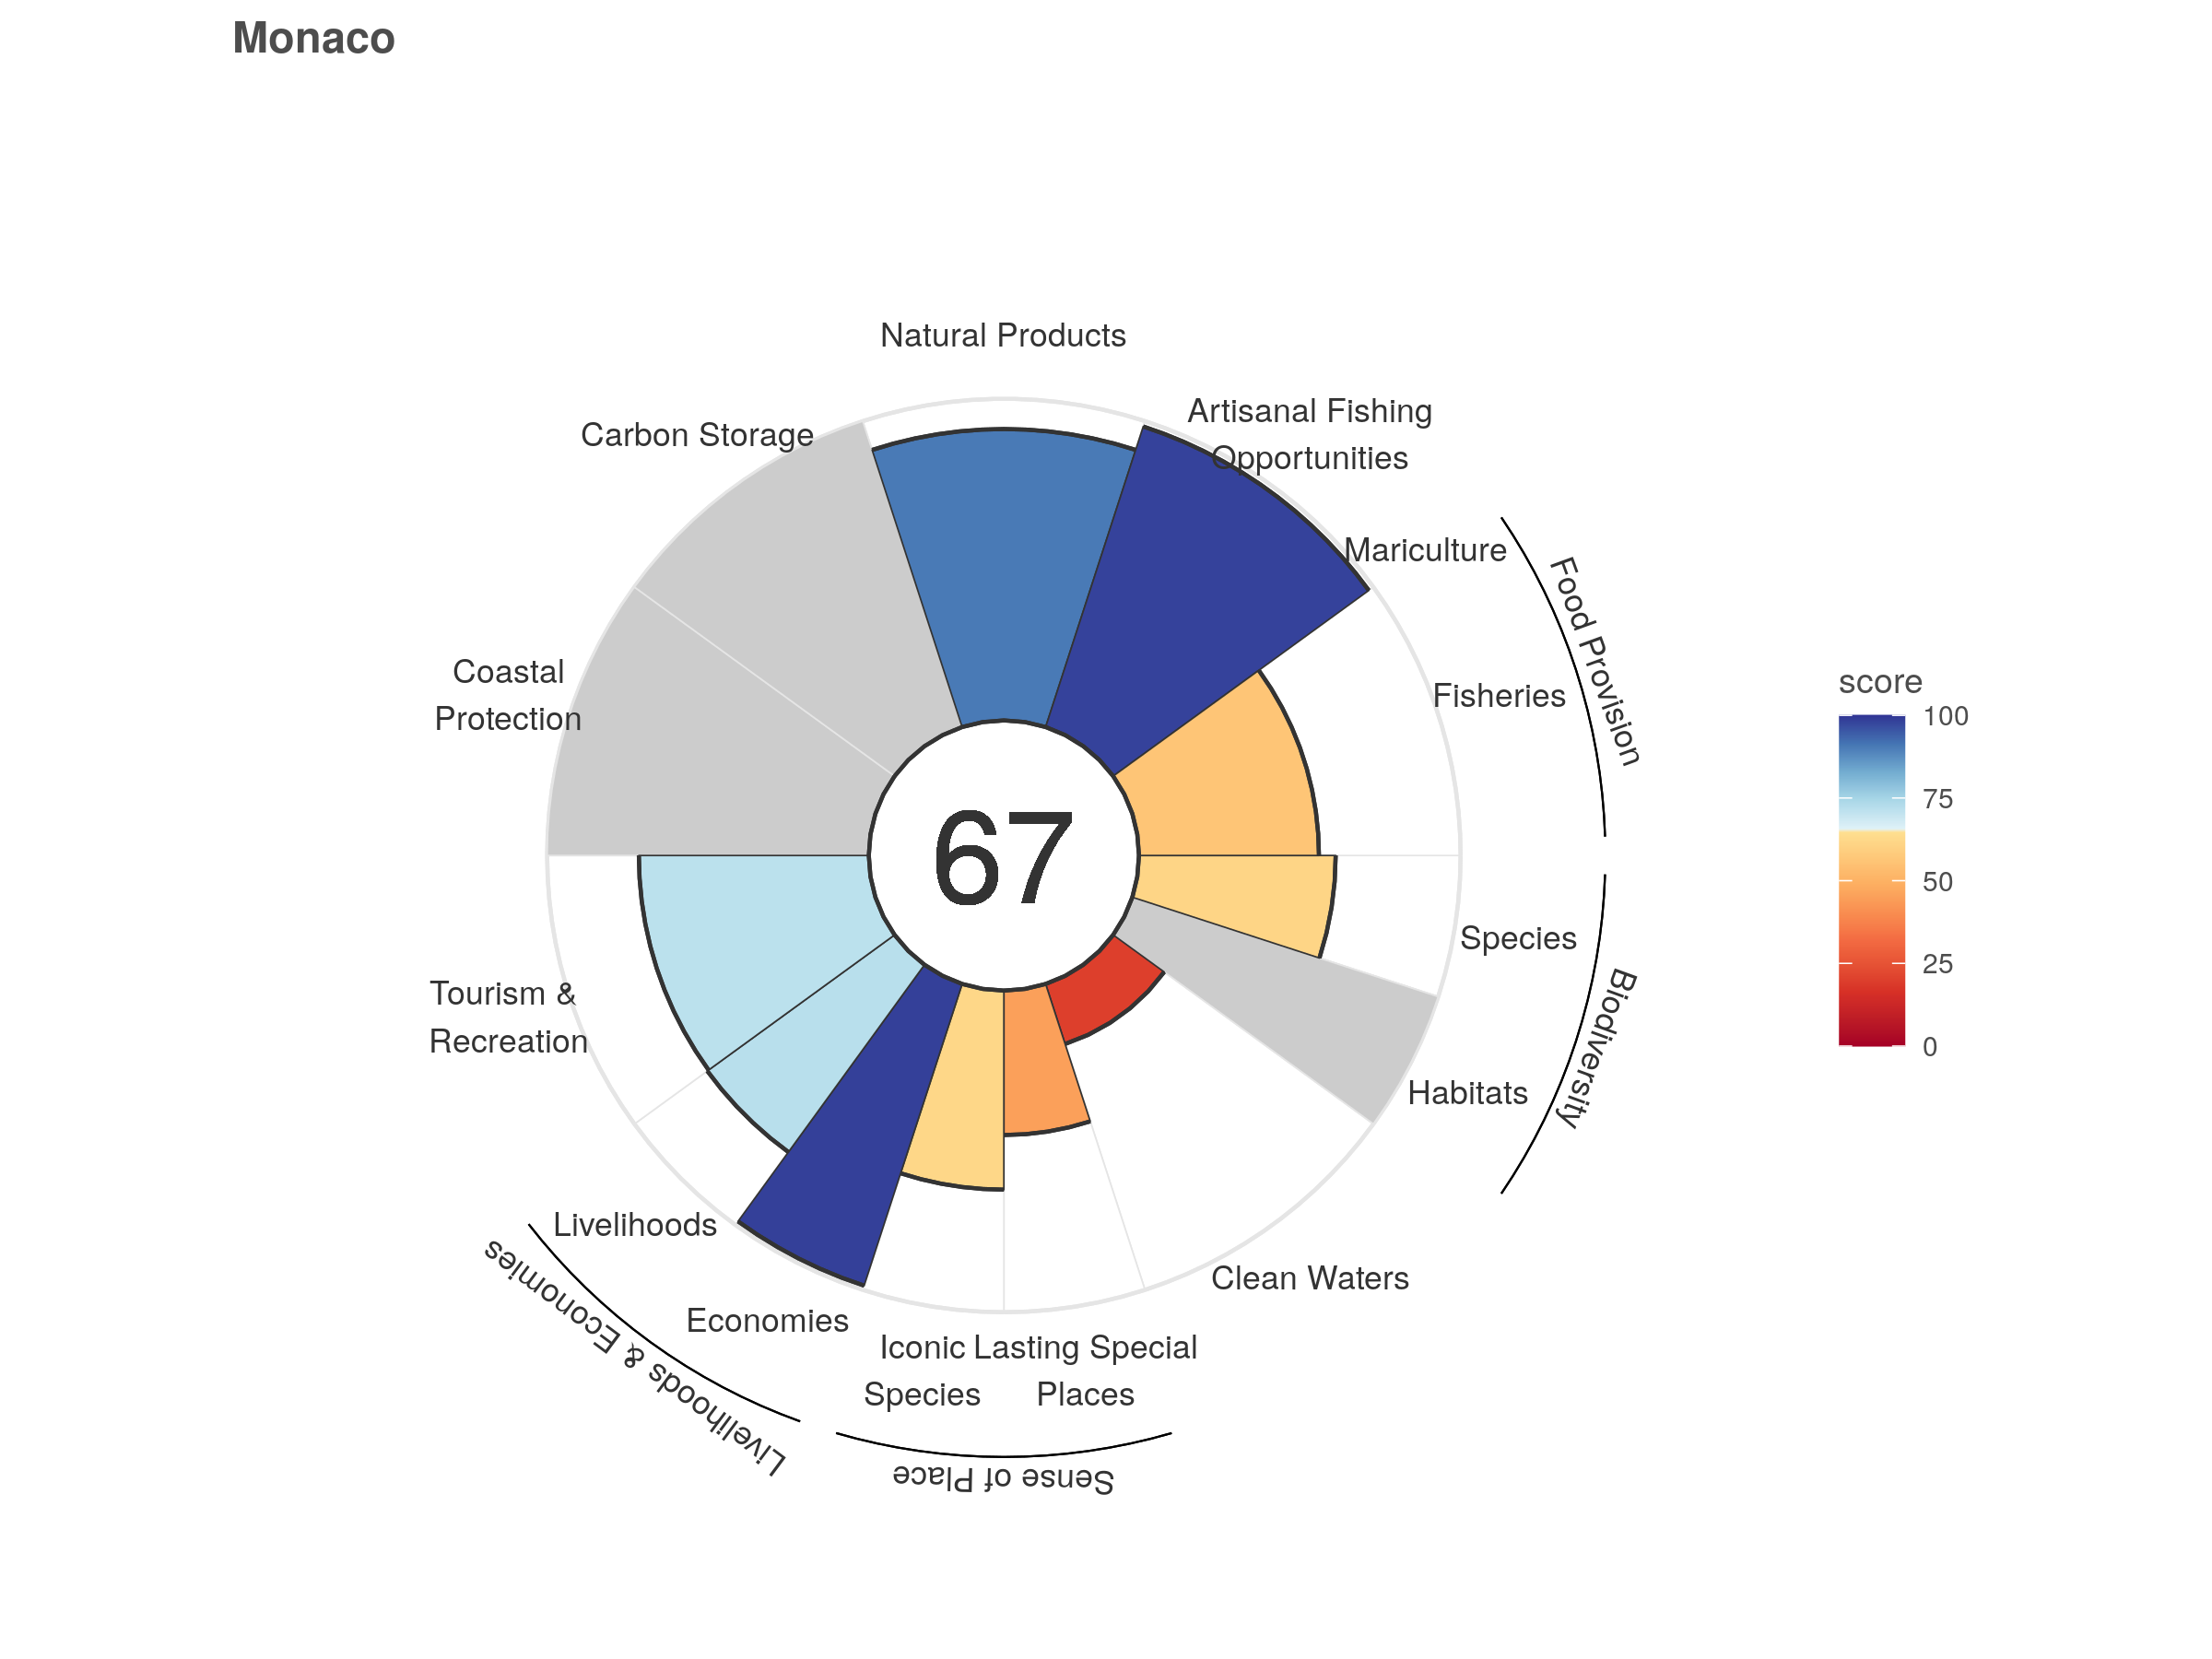 Monaco
Natural Products
Artisanal Fishing
Opportunities
Carbon Storage
Mariculture
Food Provision
Fisheries
Coastal
Protection
score
100
75
50
25
0
67
Species
Biodiversity
Habitats
Tourism &
Recreation
Livelihoods
Livelihoods & Economies
Clean Waters
Economies
Iconic
Species
Lasting Special
Places
Sense of Place